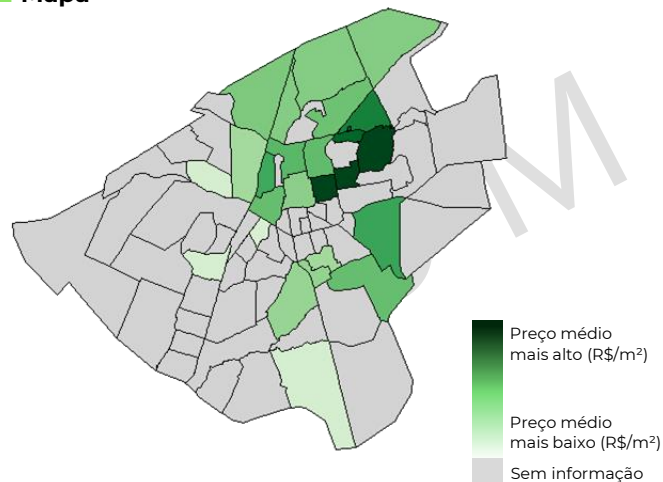 Mapa
M
Preço médio
mais alto (R$/m²)
Preço médio
mais baixo (R$/m²)
Sem informação